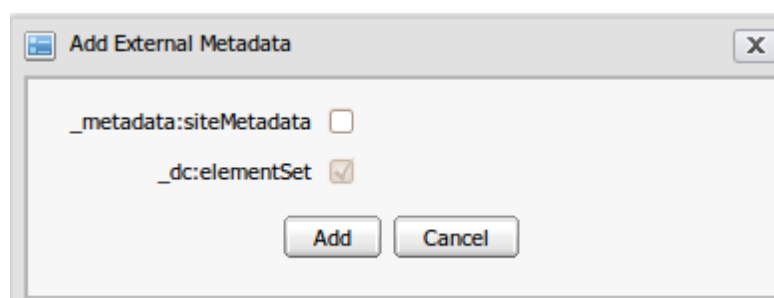 Add External Metadata
_metadata:siteMetadata
_dc:elementSet
Add Cancel